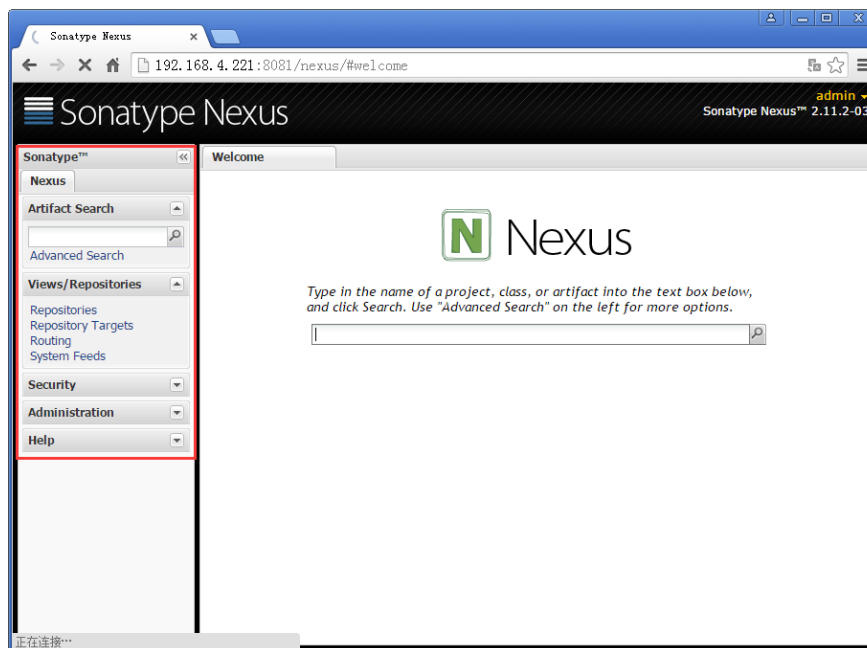 Sonatype Nexus
192.168.4.221:8081/nexus/#welcome
Sonatype Nexus
admin
Sonatype Nexus™ 2.11.2-03
Sonatype™
Nexus
Artifact Search
Advanced Search
Views/Repositories
Repositories
Repository Targets
Routing
System Feeds
Security
Administration
Help
Welcome
N Nexus
Type in the name of a project, class, or artifact into the text box below,
and click Search. Use "Advanced Search" on the left for more options.
正在连接…